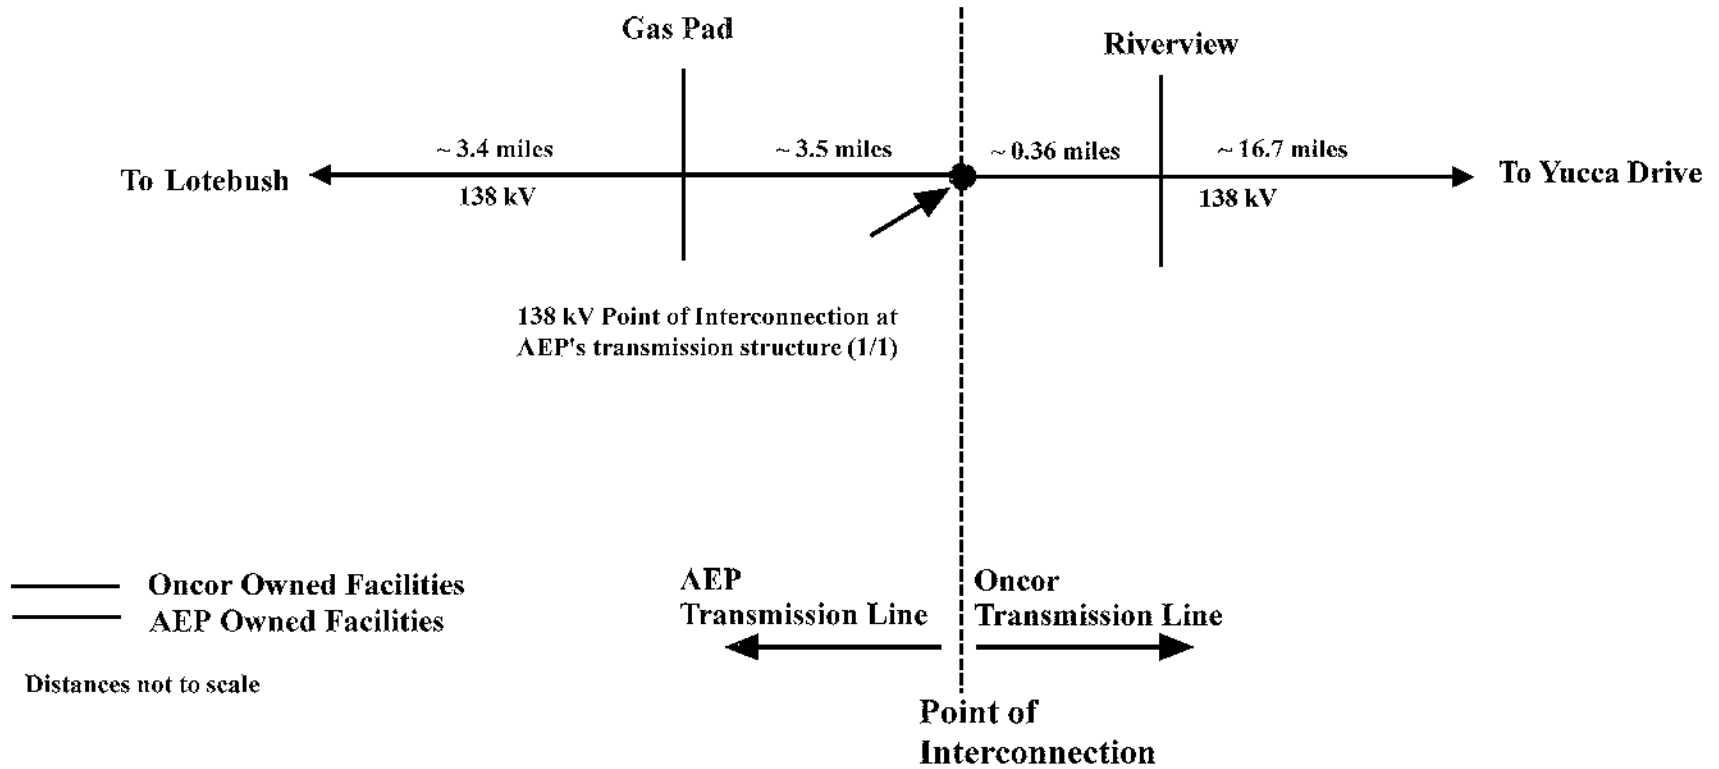 Gas Pad
Riverview
~ 3.4 miles
~ 3.5 miles
~ 0.36 miles
~ 16.7 miles
To Lotebush
138 kV
138 kV
To Yucca Drive
138 kV Point of Interconnection at
AEP's transmission structure (1/1)
Oncor Owned Facilities
AEP Owned Facilities
Distances not to scale
AEP
Transmission Line
Oncor
Transmission Line
Point of
Interconnection